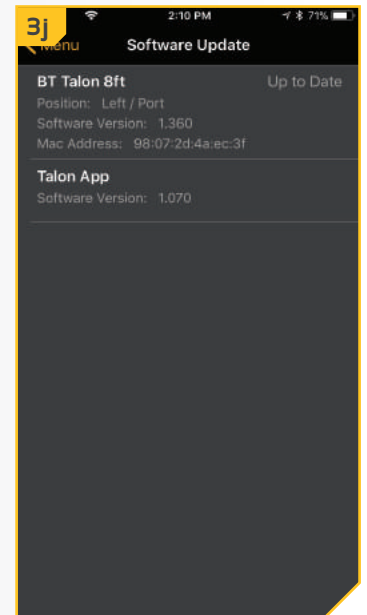 3j
2:10 PM
71%
Menu
Software Update
BT Talon 8ft
Up to Date
Position: Left / Port
Software Version: 1.360
Mac Address: 98:07:2d:4a:ec:3f
Talon App
Software Version: 1.070